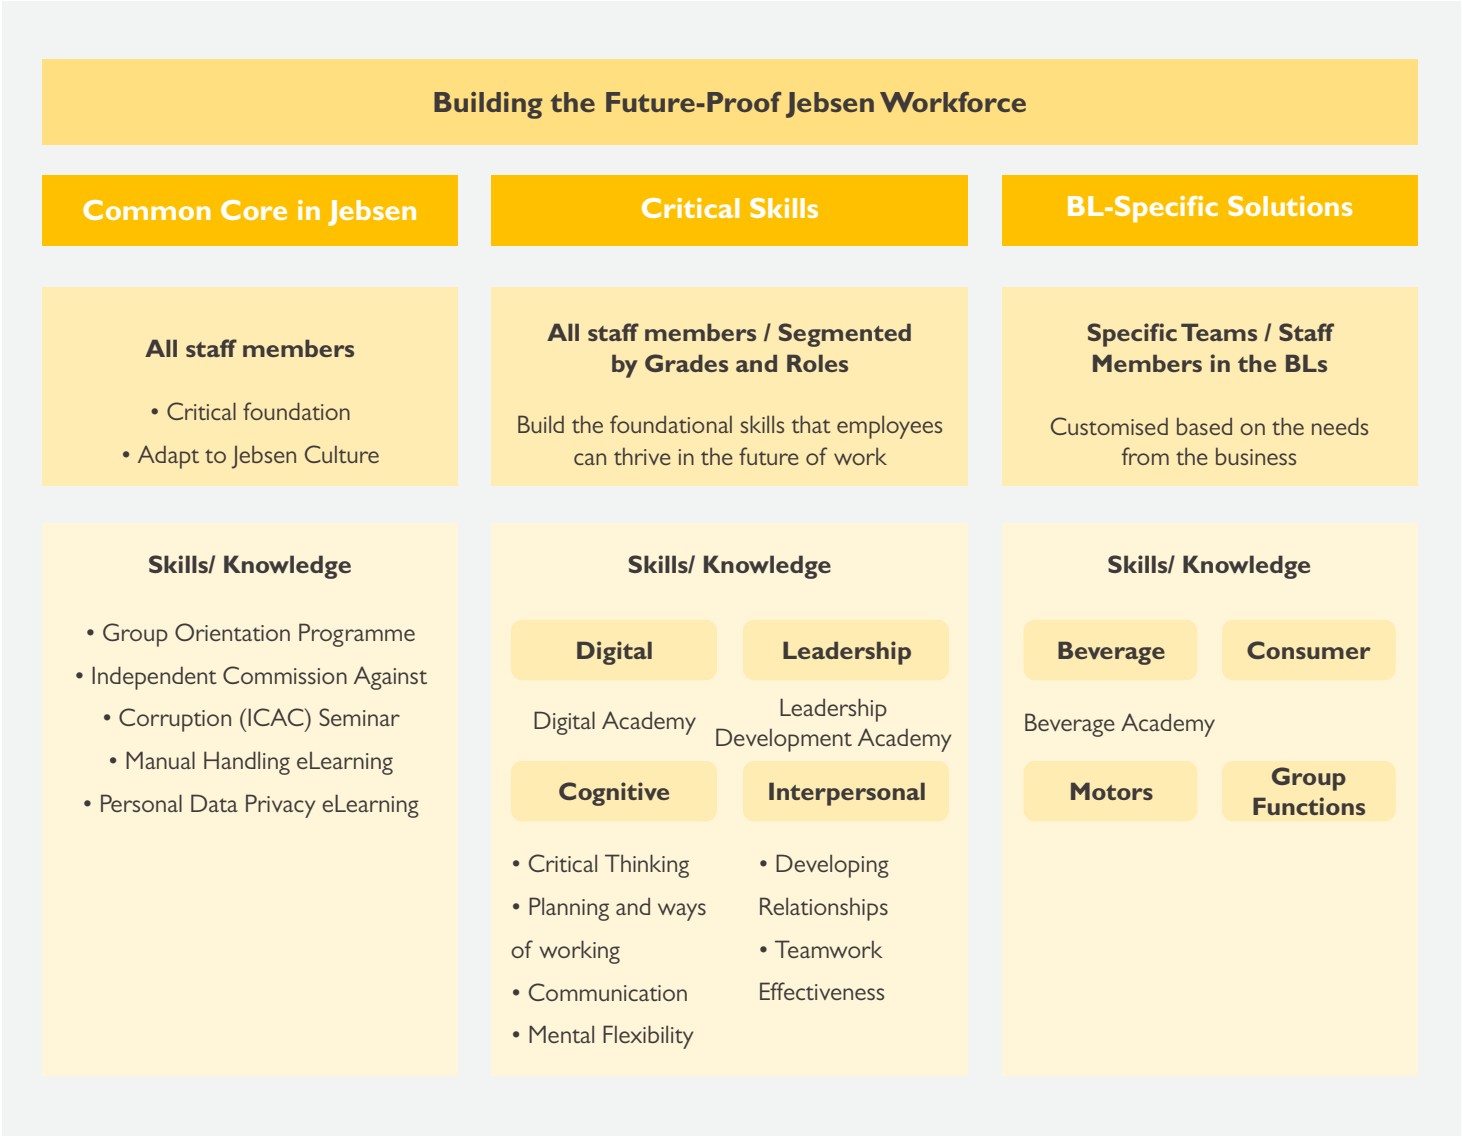 Building the Future-Proof Jebsen Workforce
Common Core in Jebsen
All staff members
• Critical foundation
• Adapt to Jebsen Culture
Skills/ Knowledge
• Group Orientation Programme
• Independent Commission Against
• Corruption (ICAC) Seminar
• Manual Handling eLearning
• Personal Data Privacy eLearning
Critical Skills
All staff members / Segmented
by Grades and Roles
Build the foundational skills that employees
can thrive in the future of work
Skills/ Knowledge
Digital
Digital Academy
Leadership
Leadership
Development Academy
Cognitive
• Critical Thinking
• Planning and ways
of working
• Communication
• Mental Flexibility
Interpersonal
• Developing
Relationships
• Teamwork
Effectiveness
BL-Specific Solutions
Specific Teams / Staff
Members in the BLs
Customised based on the needs
from the business
Skills/ Knowledge
Beverage
Beverage Academy
Consumer
Motors
Group
Functions